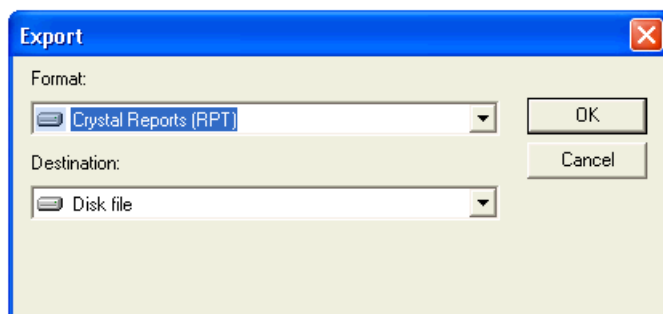 Export
Format:
Crystal Reports (RPT)
OK
Destination:
Cancel
Disk file